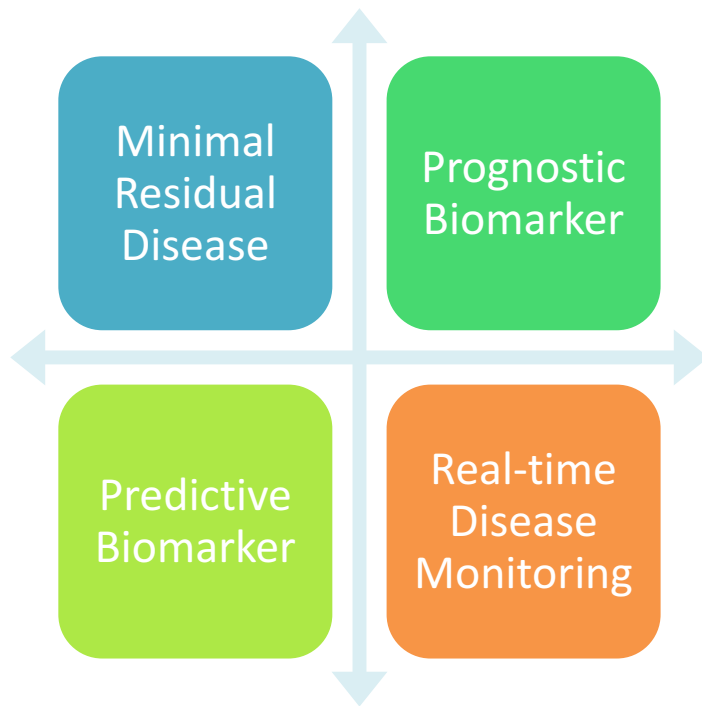 Minimal
Residual
Disease
Prognostic
Biomarker
Predictive
Biomarker
Real-time
Disease
Monitoring